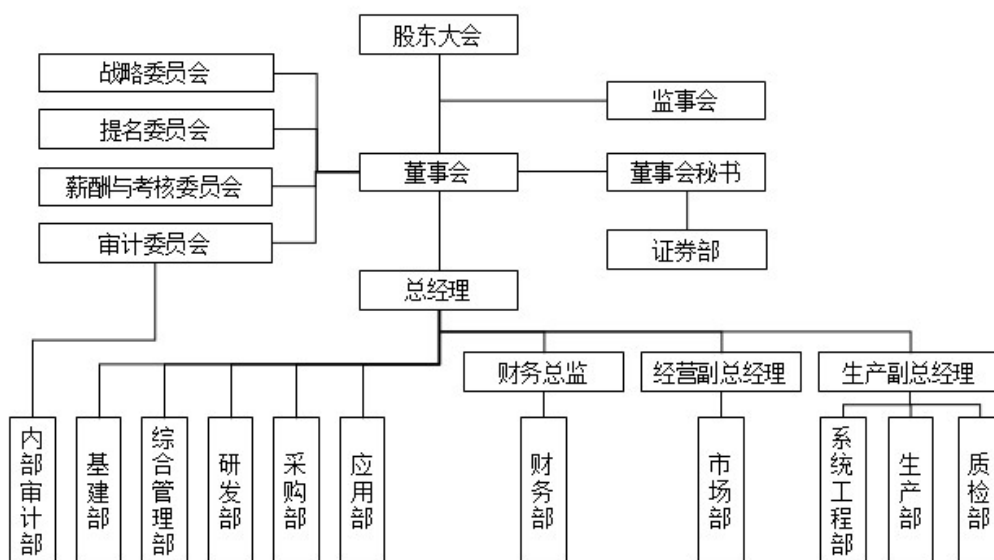 股东大会
战略委员会
监事会
提名委员会
董事会
董事会秘书
薪酬与考核委员会
审计委员会
证券部
总经理
财务总监
经营副总经理
生产副总经理
内部审计部
基建部
综合管理部
研发部
采购部
应用部
财务部
市场部
系统工程部
生产部
质检部